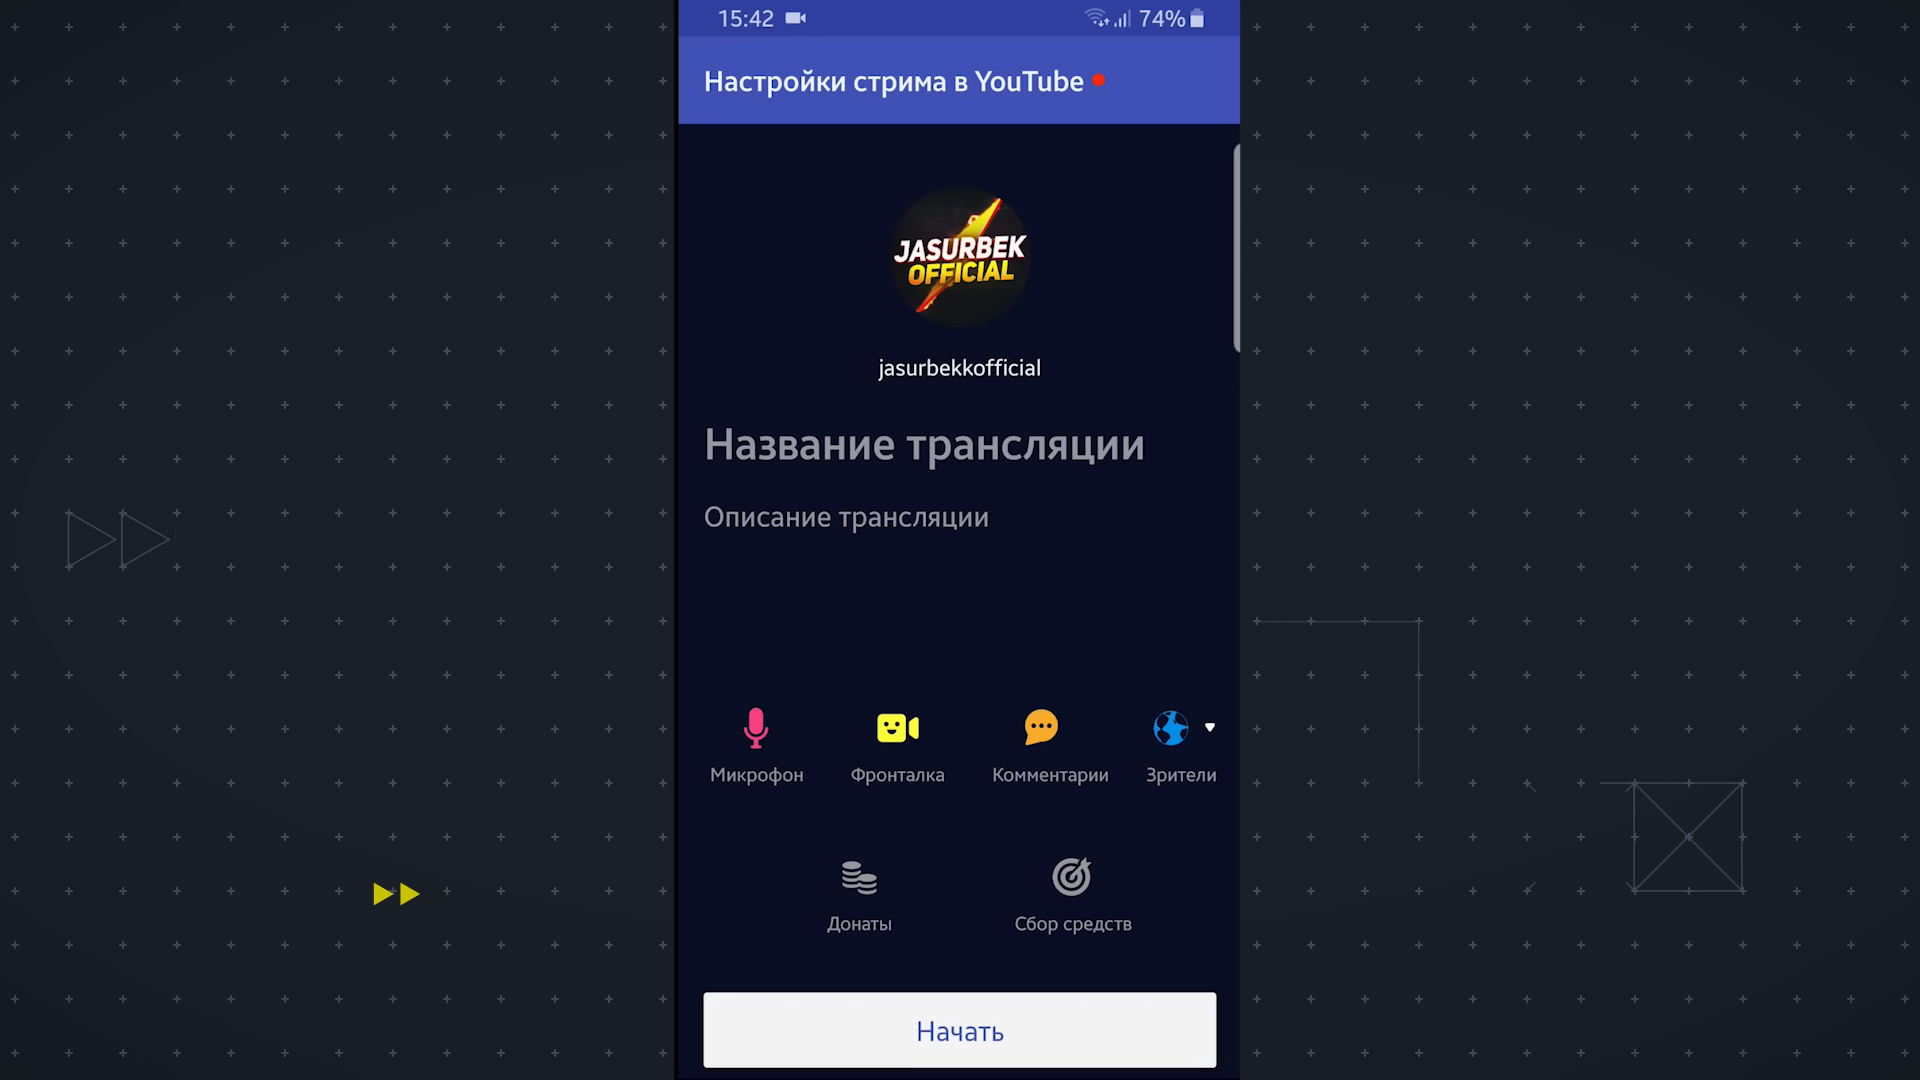 15:42
74%
Настройки стрима в YouTube
JASURBEK
OFFICIAL
jasurbekkofficial
Название трансляции
Описание трансляции
Микрофон
Фронталка
Комментарии
Зрители
Донаты
Сбор средств
Начать